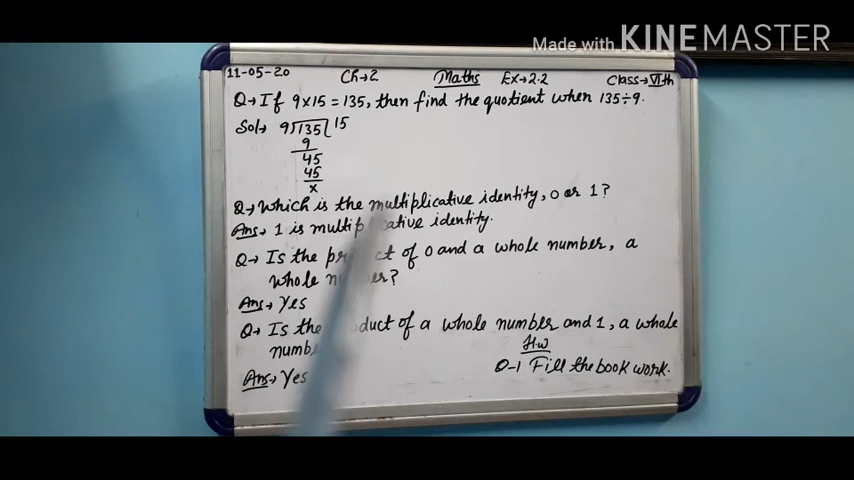 Made with KINEMASTER
11-05-20 Ch→2 Maths Ex→2.2 Class→VIth
Q→ If 9×15 = 135, then find the quotient when 135÷9.
Sol→ 9)135(15
9
45
45
x
Q→ Which is the multiplicative identity, 0 or 1?
Ans→ 1 is multiplicative identity.
Q→ Is the of 0 and a whole number, a
whole
Ans→ Yes
Q→ Is the of a whole number and 1, a whole
H.W
Q-1 Fill the book work.
Ans→ Yes